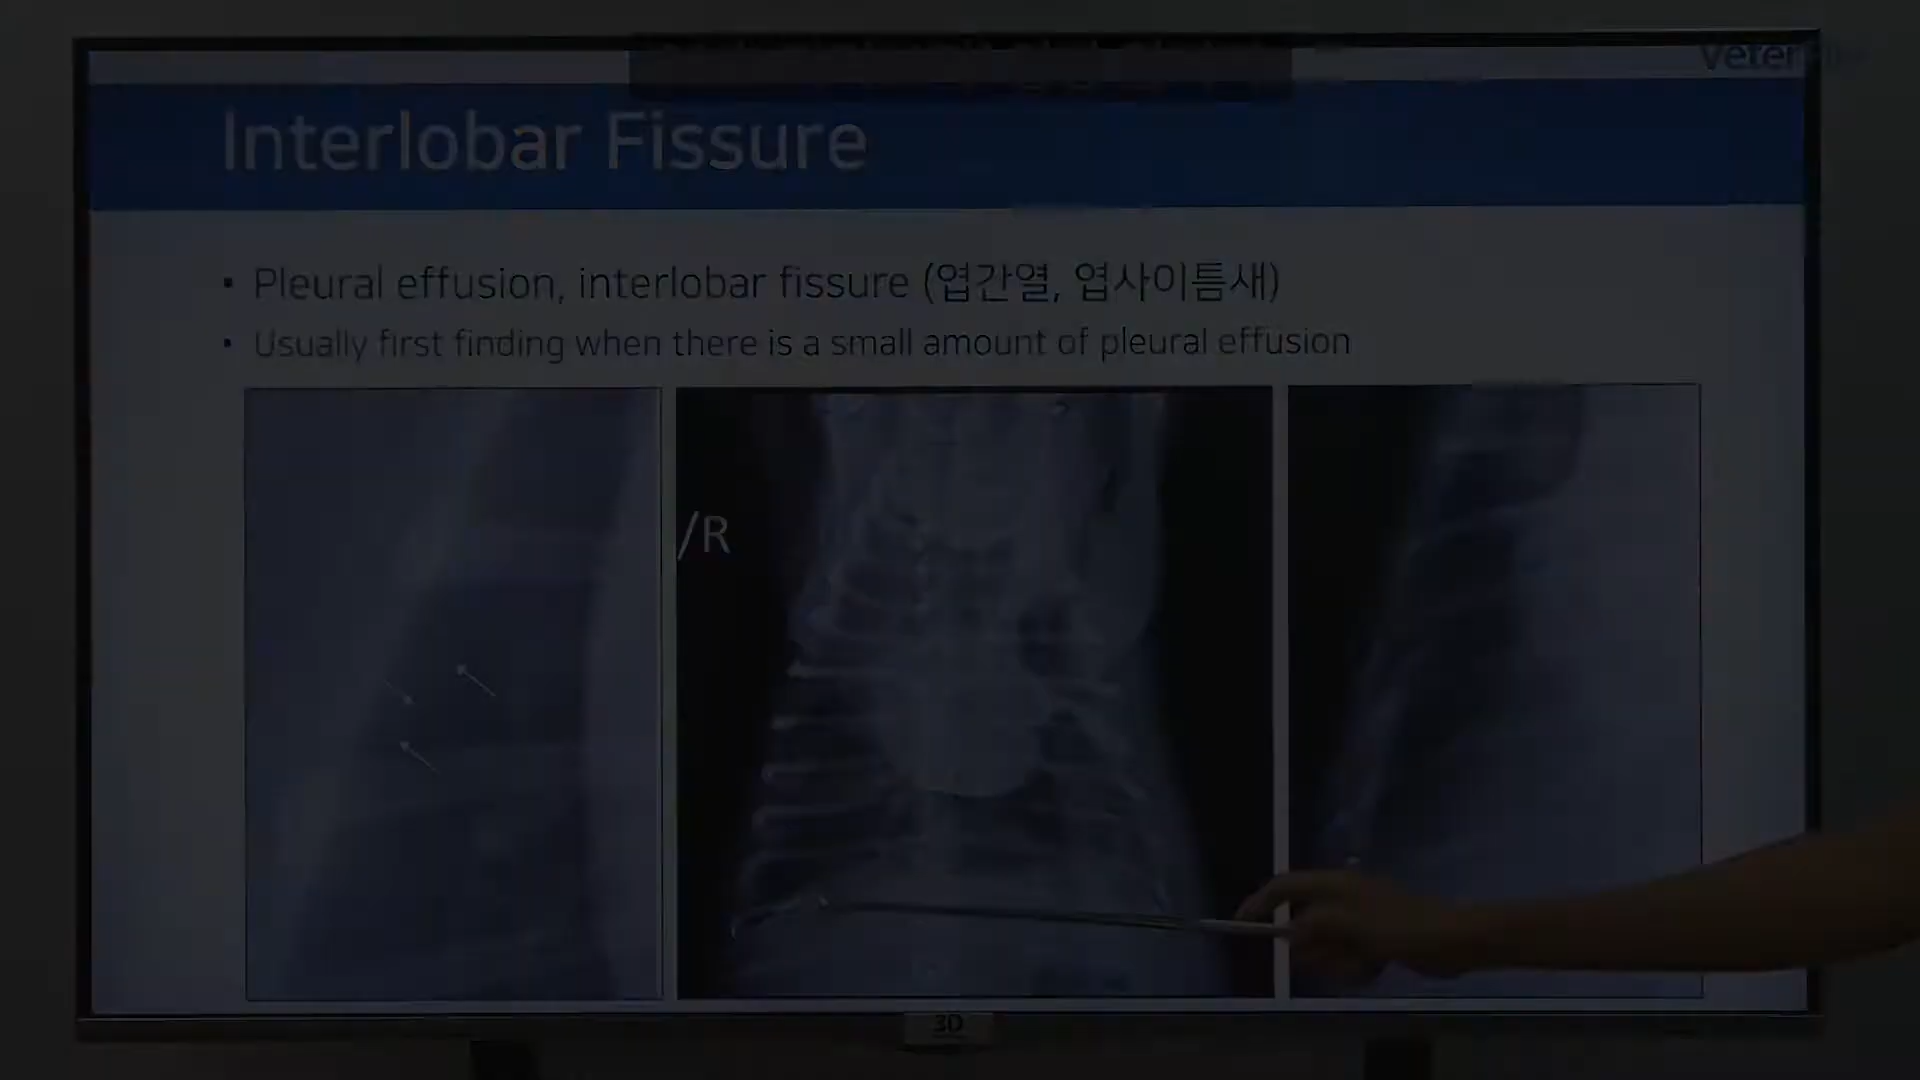 Interlobar Fissure
▪ Pleural effusion, interlobar fissure (엽간열, 엽사이틈새)
▪ Usually first finding when there is a small amount of pleural effusion
/R
3D